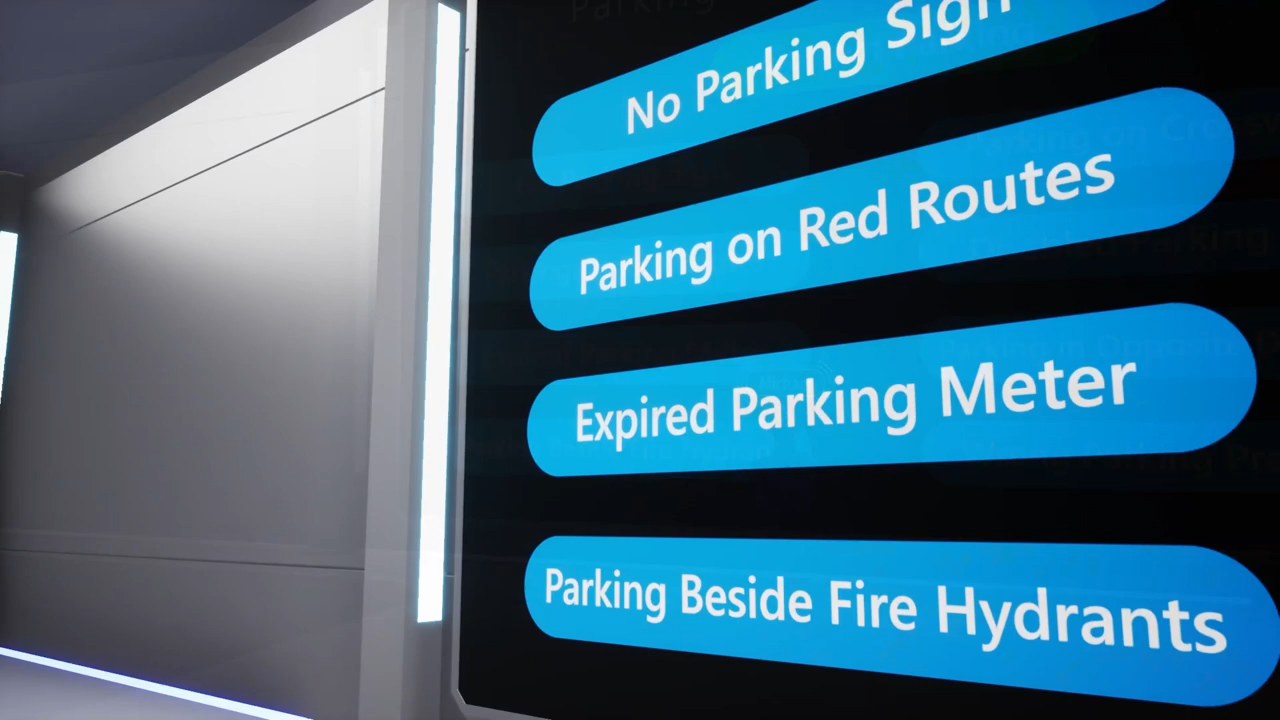 No Parking Sign
Parking on Red Routes
Expired Parking Meter
Parking Beside Fire Hydrants